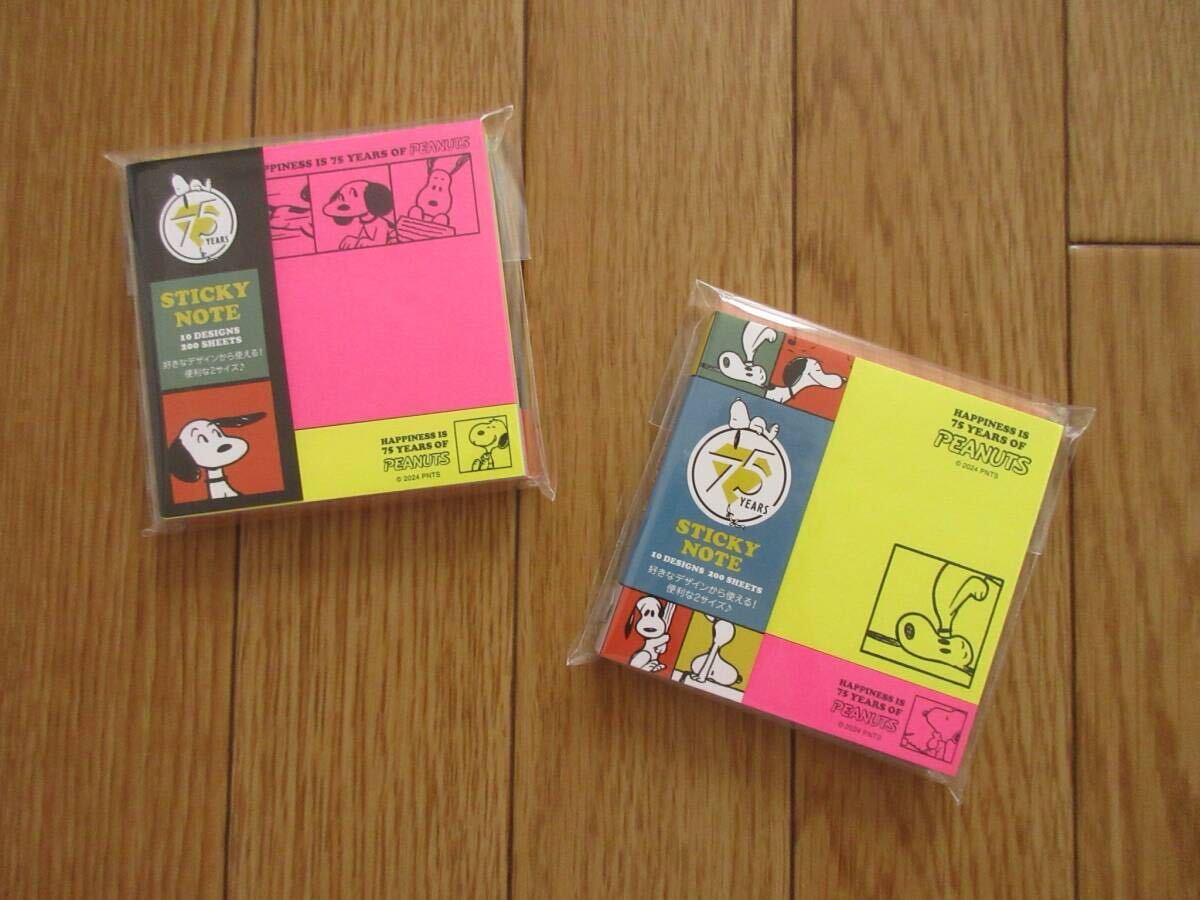 75
YEARS
STICKY
NOTE
10 DESIGNS
200 SHEETS
好きなデザインから使える!
便利な2サイズ♪
IS 75 YEARS OF PEANUTS
HAPPINESS IS
75 YEARS OF
PEANUTS
© 2024 PNTS
75
YEARS
STICKY
NOTE
10 DESIGNS 200 SHEETS
好きなデザインから使える!
便利な2サイズ♪
HAPPINESS IS
75 YEARS OF
PEANUTS
© 2024 PNTS
HAPPINESS IS
75 YEARS OF
PEANUTS
© 2024 PNTS